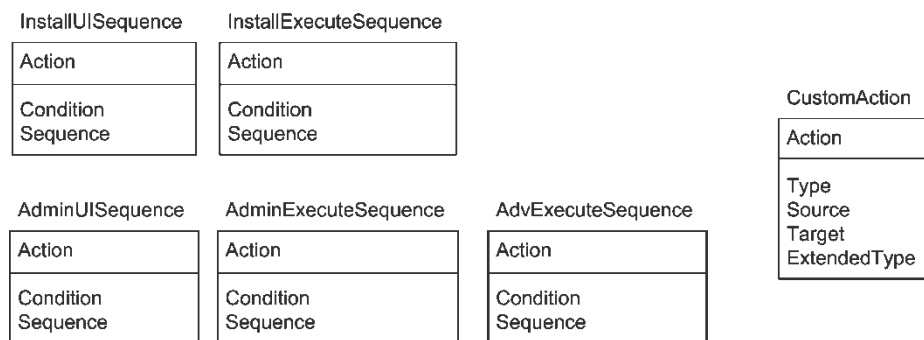 InstallUISequence
Action
Condition
Sequence
InstallExecuteSequence
Action
Condition
Sequence
CustomAction
Action
Type
Source
Target
ExtendedType
AdminUISequence
Action
Condition
Sequence
AdminExecuteSequence
Action
Condition
Sequence
AdvExecuteSequence
Action
Condition
Sequence